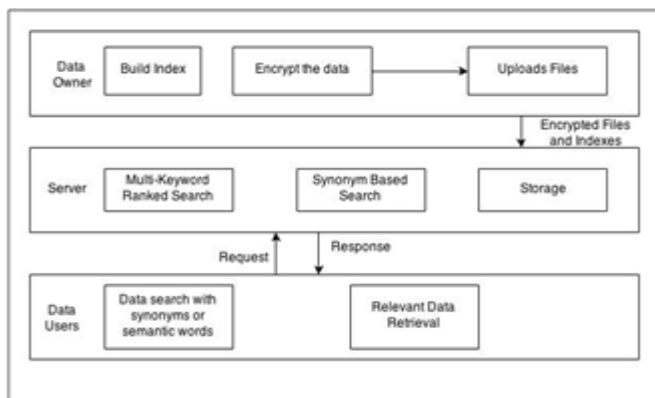 Data
Owner
Build Index
Encrypt the data
Uploads Files
Encrypted Files
and Indexes
Server
Multi-Keyword
Ranked Search
Synonym Based
Search
Storage
Request
Response
Data
Users
Data search with
synonyms or
semantic words
Relevant Data
Retrieval